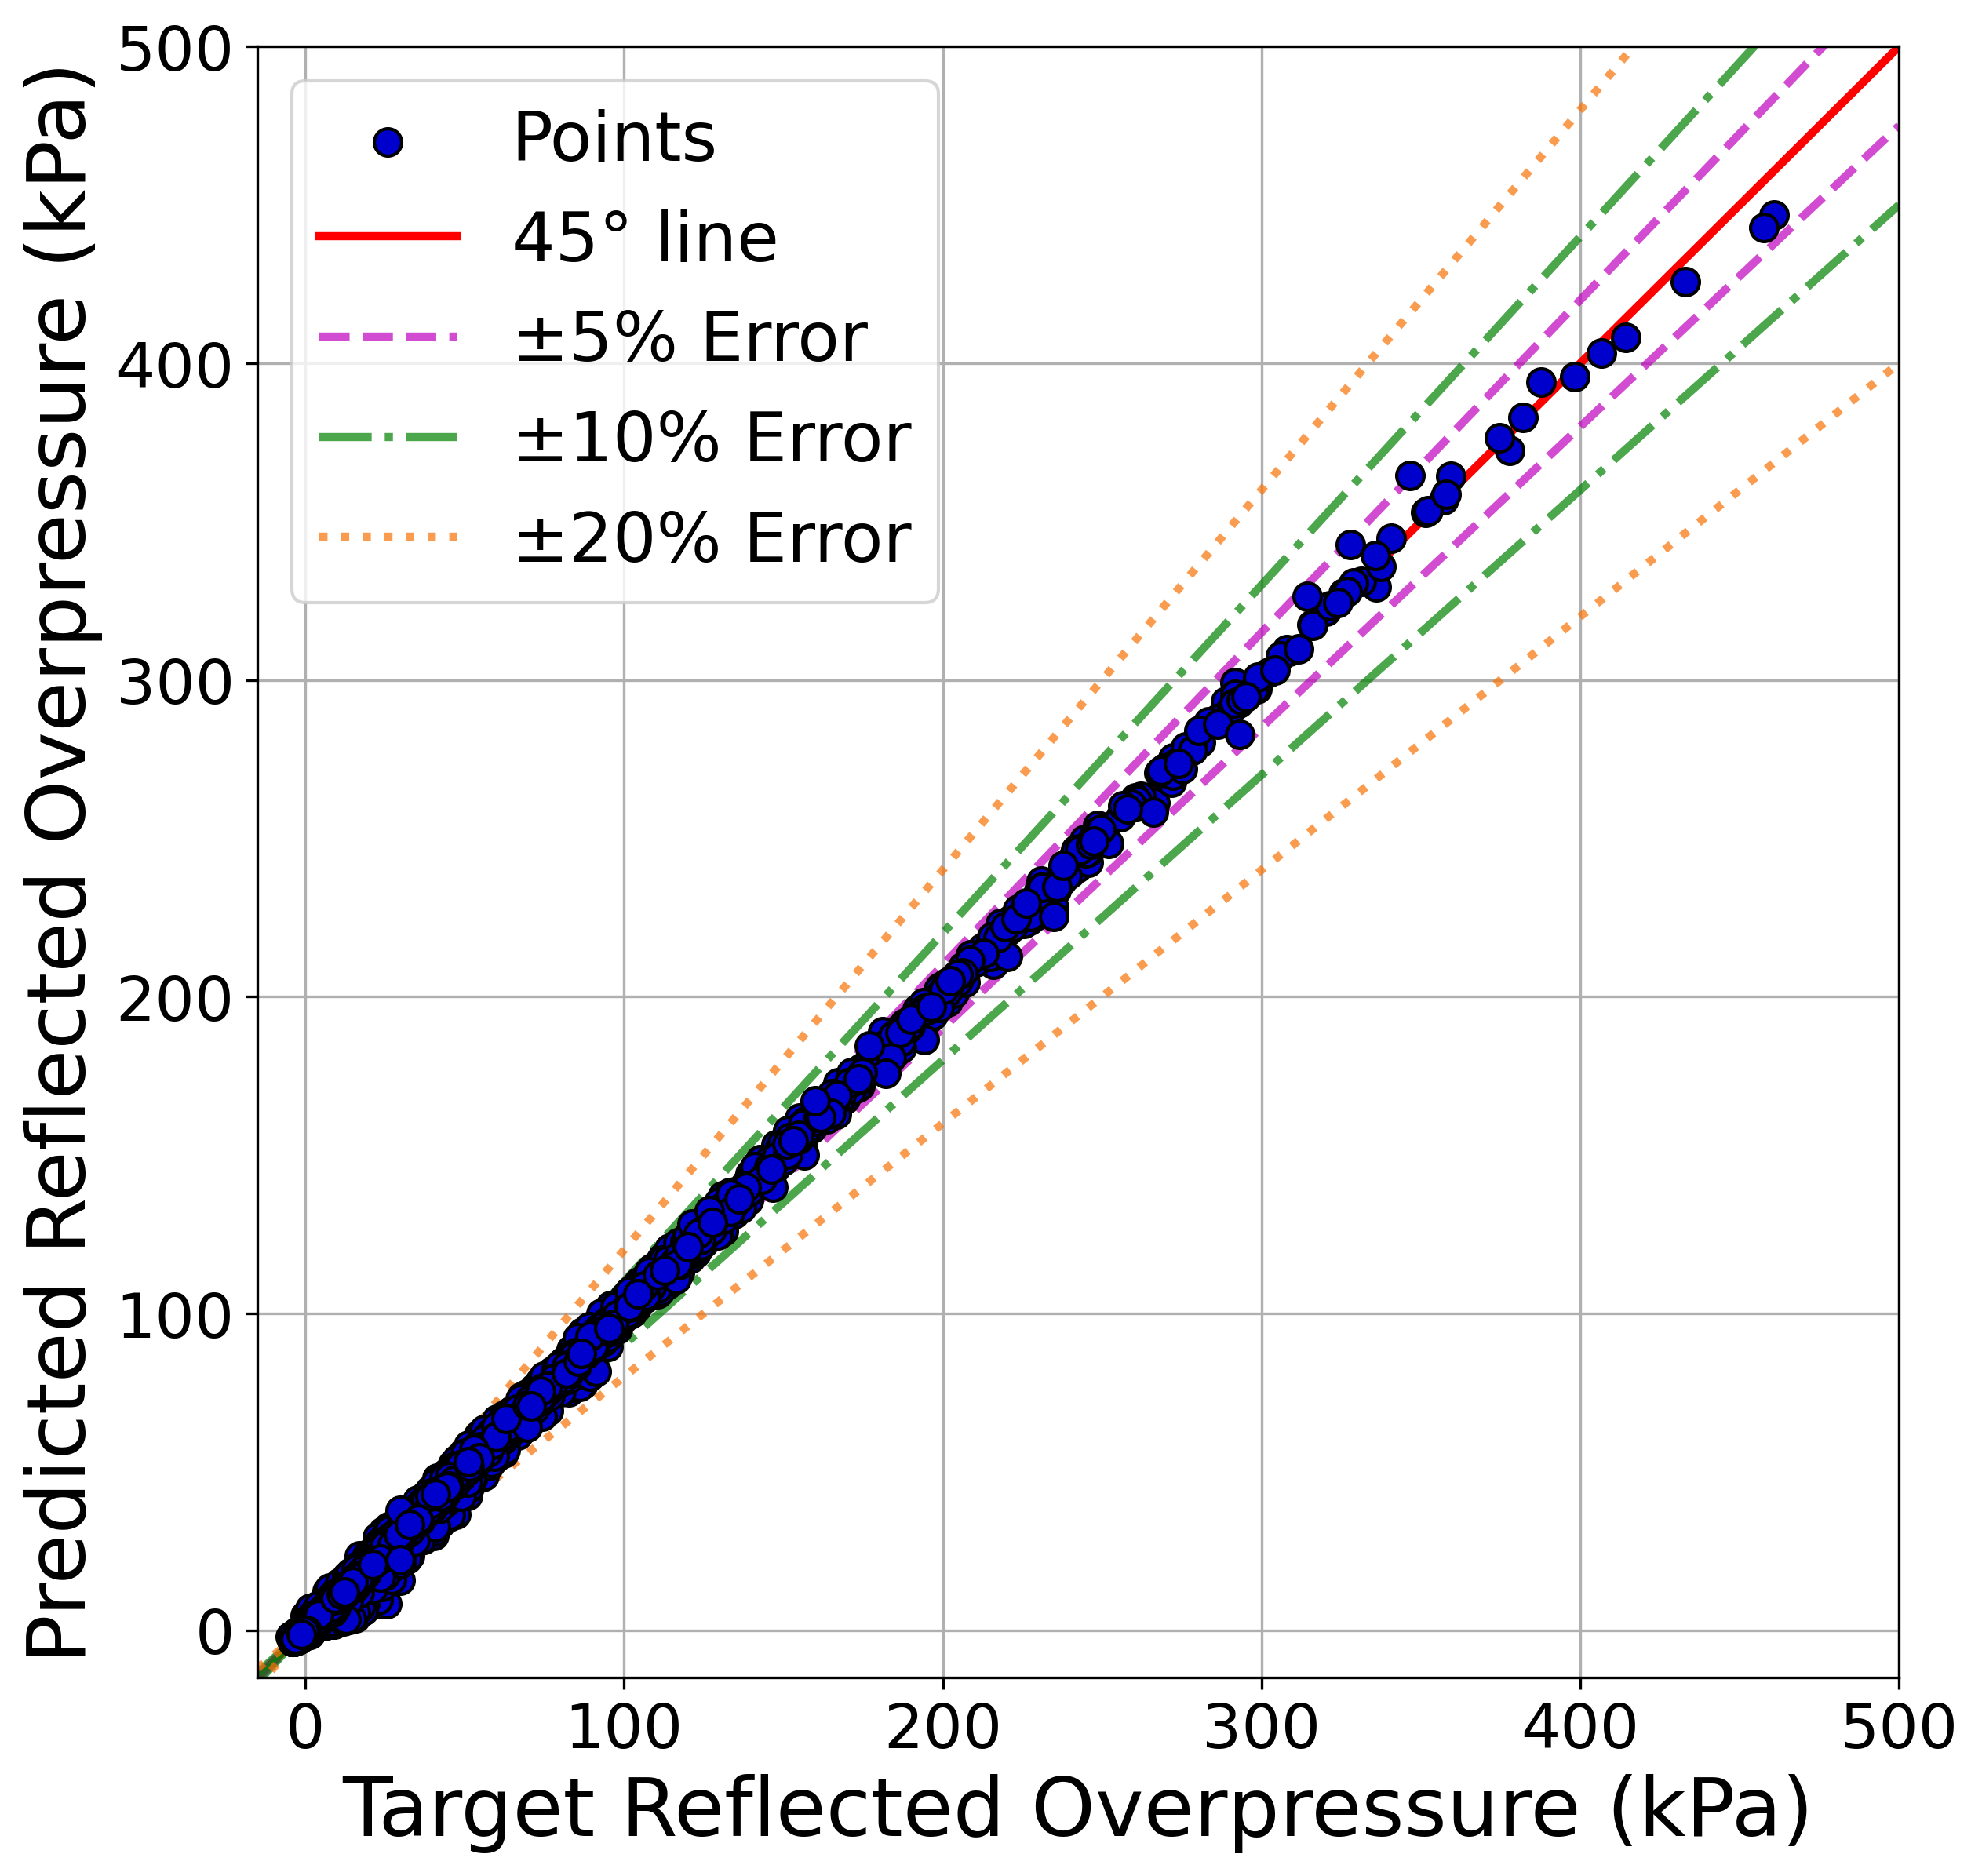 Predicted Reflected Overpressure (kPa)
500
400
300
200
100
0
Points
45° line
±5% Error
±10% Error
±20% Error
0 100 200 300 400 500
Target Reflected Overpressure (kPa)